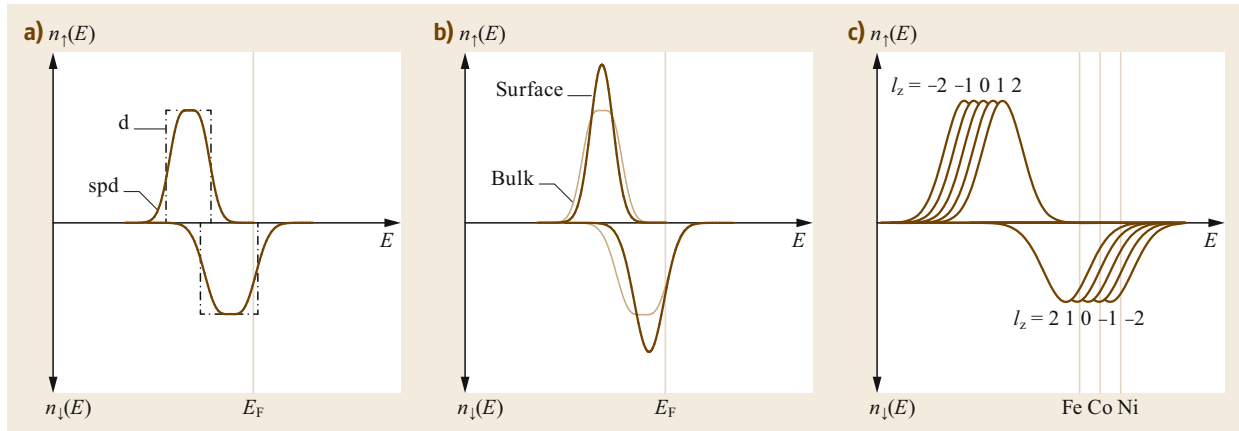 a) n↑(E)
d
spd
E
n↓(E)
E_F
b) n↑(E)
Surface
Bulk
E
n↓(E)
E_F
c) n↑(E)
l_z = –2 –1 0 1 2
E
l_z = 2 1 0 –1 –2
n↓(E)
Fe Co Ni